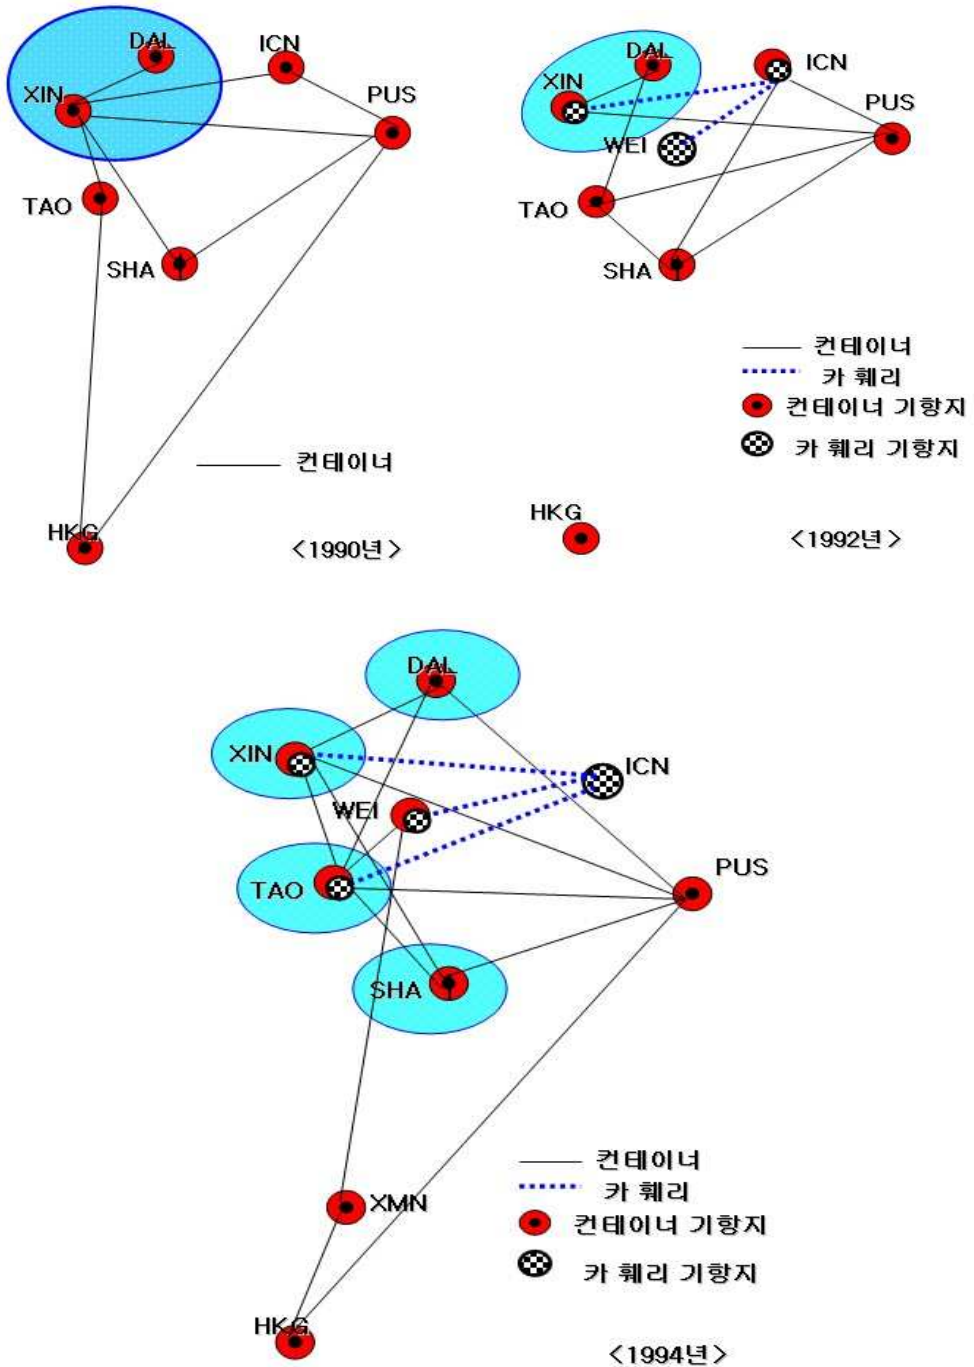 DAL
ICN
XIN
PUS
TAO
SHA
컨테이너
HKG
<1990년>
DAL
ICN
XIN
PUS
WEI
TAO
SHA
컨테이너
카 훼리
컨테이너 기항지
카 훼리 기항지
HKG
<1992년>
DAL
XIN
ICN
WEI
PUS
TAO
SHA
컨테이너
카 훼리
XMN
컨테이너 기항지
카 훼리 기항지
HKG
<1994년>